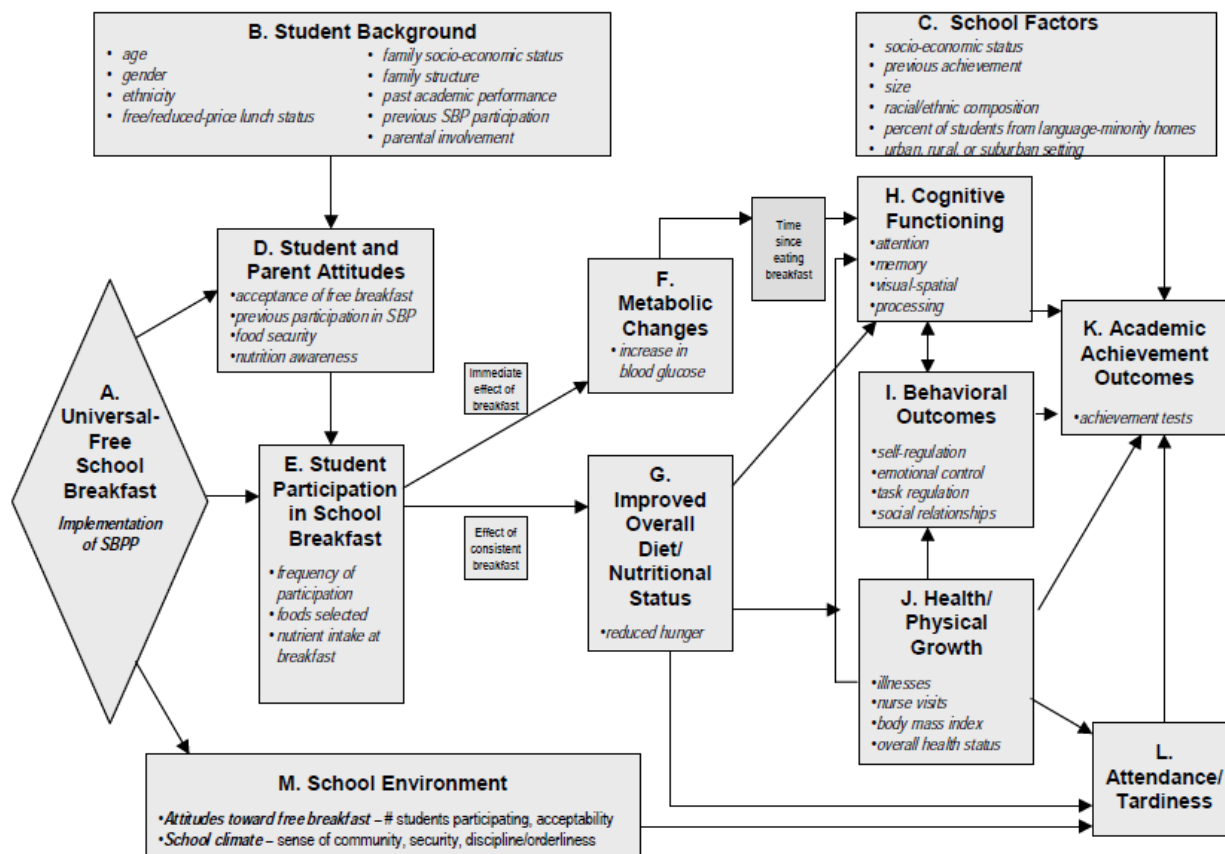 B. Student Background
• age
• gender
• ethnicity
• free/reduced-price lunch status
• family socio-economic status
• family structure
• past academic performance
• previous SBP participation
• parental involvement
C. School Factors
• socio-economic status
• previous achievement
• size
• racial/ethnic composition
• percent of students from language-minority homes
• urban, rural, or suburban setting
D. Student and
Parent Attitudes
•acceptance of free breakfast
•previous participation in SBP
•food security
•nutrition awareness
A.
Universal-
Free
School
Breakfast
Implementation
of SBPP
E. Student
Participation
in School
Breakfast
• frequency of
participation
• foods selected
• nutrient intake at
breakfast
Immediate
effect of
breakfast
Effect of
consistent
breakfast
F.
Metabolic
Changes
• increase in
blood glucose
Time
since
eating
breakfast
G.
Improved
Overall
Diet/
Nutritional
Status
•reduced hunger
H. Cognitive
Functioning
•attention
•memory
•visual-spatial
•processing
I. Behavioral
Outcomes
•self-regulation
•emotional control
•task regulation
•social relationships
J. Health/
Physical
Growth
•illnesses
•nurse visits
•body mass index
•overall health status
K. Academic
Achievement
Outcomes
•achievement tests
L.
Attendance/
Tardiness
M. School Environment
•Attitudes toward free breakfast – # students participating, acceptability
•School climate – sense of community, security, discipline/orderliness